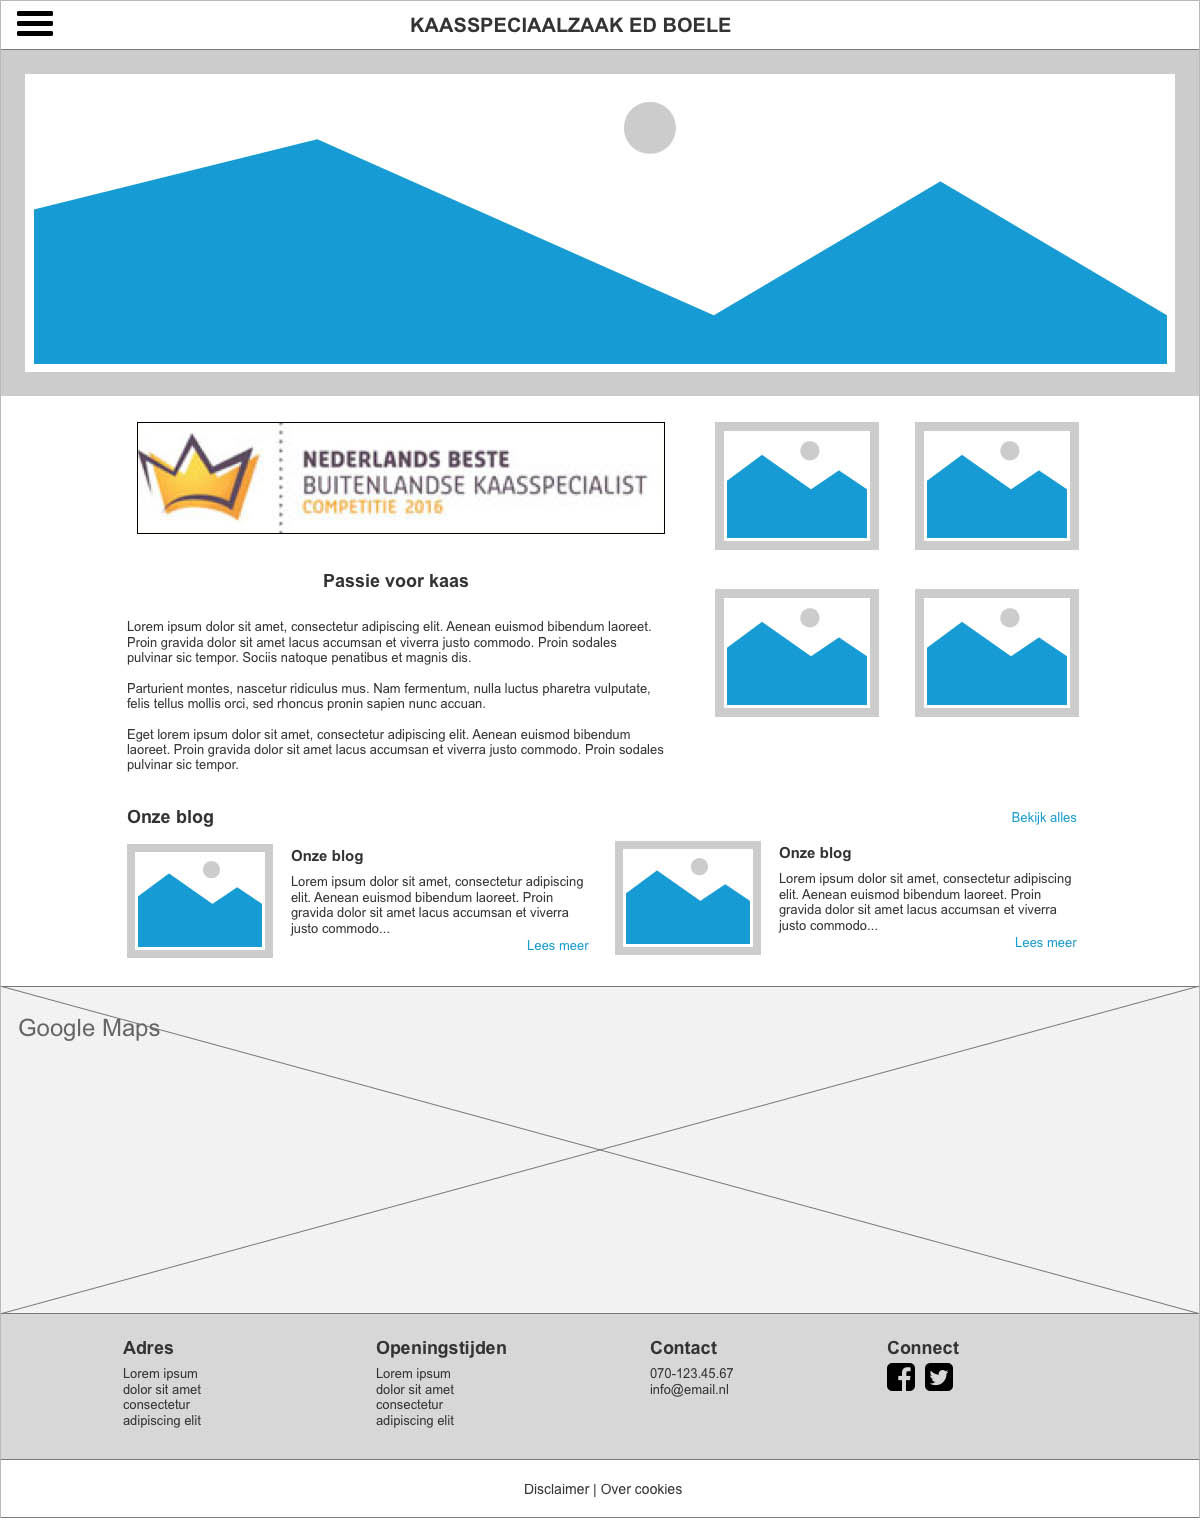 KAASSPECIAALZAAK ED BOELE
NEDERLANDS BESTE
BUITENLANDSE KAASSPECIALIST
COMPETITIE 2016
Passie voor kaas
Lorem ipsum dolor sit amet, consectetur adipiscing elit. Aenean euismod bibendum laoreet.
Proin gravida dolor sit amet lacus accumsan et viverra justo commodo. Proin sodales
pulvinar sic tempor. Sociis natoque penatibus et magnis dis.
Parturient montes, nascetur ridiculus mus. Nam fermentum, nulla luctus pharetra vulputate,
felis tellus mollis orci, sed rhoncus pronin sapien nunc accuan.
Eget lorem ipsum dolor sit amet, consectetur adipiscing elit. Aenean euismod bibendum
laoreet. Proin gravida dolor sit amet lacus accumsan et viverra justo commodo. Proin sodales
pulvinar sic tempor.
Onze blog
Bekijk alles
Onze blog
Lorem ipsum dolor sit amet, consectetur adipiscing
elit. Aenean euismod bibendum laoreet. Proin
gravida dolor sit amet lacus accumsan et viverra
justo commodo...
Lees meer
Onze blog
Lorem ipsum dolor sit amet, consectetur adipiscing
elit. Aenean euismod bibendum laoreet. Proin
gravida dolor sit amet lacus accumsan et viverra
justo commodo...
Lees meer
Google Maps
Adres
Lorem ipsum
dolor sit amet
consectetur
adipiscing elit
Openingstijden
Lorem ipsum
dolor sit amet
consectetur
adipiscing elit
Contact
070-123.45.67
info@email.nl
Connect
Disclaimer | Over cookies